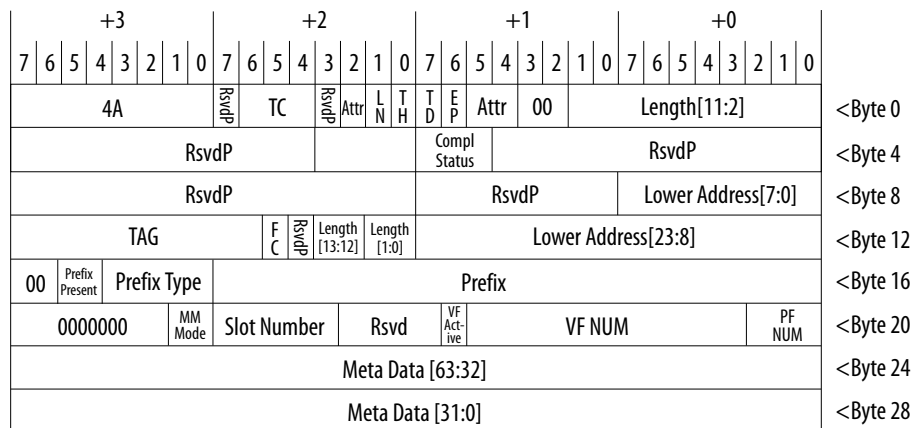 +3 +2 +1 +0
7 6 5 4 3 2 1 0 7 6 5 4 3 2 1 0 7 6 5 4 3 2 1 0 7 6 5 4 3 2 1 0
4A RsvdP TC RsvdP Attr LN TH TD EP Attr 00 Length[11:2] <Byte 0
RsvdP Compl Status RsvdP <Byte 4
RsvdP RsvdP Lower Address[7:0] <Byte 8
TAG FC RsvdP Length [13:12] Length [1:0] Lower Address[23:8] <Byte 12
00 Prefix Present Prefix Type Prefix <Byte 16
0000000 MM Mode Slot Number Rsvd VF Act-ive VF NUM PF NUM <Byte 20
Meta Data [63:32] <Byte 24
Meta Data [31:0] <Byte 28